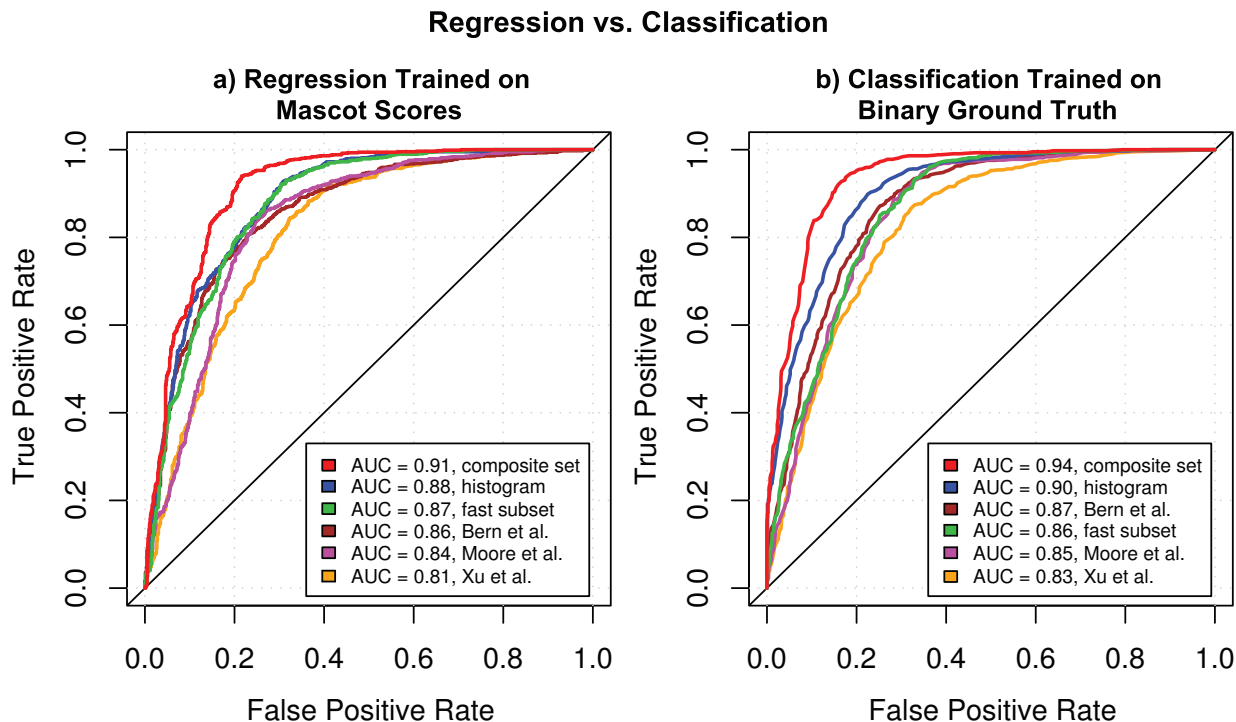 Regression vs. Classification
a) Regression Trained on
Mascot Scores
True Positive Rate
1.0
0.8
0.6
0.4
0.2
0.0
AUC = 0.91, composite set
AUC = 0.88, histogram
AUC = 0.87, fast subset
AUC = 0.86, Bern et al.
AUC = 0.84, Moore et al.
AUC = 0.81, Xu et al.
0.0 0.2 0.4 0.6 0.8 1.0
False Positive Rate
b) Classification Trained on
Binary Ground Truth
True Positive Rate
1.0
0.8
0.6
0.4
0.2
0.0
AUC = 0.94, composite set
AUC = 0.90, histogram
AUC = 0.87, Bern et al.
AUC = 0.86, fast subset
AUC = 0.85, Moore et al.
AUC = 0.83, Xu et al.
0.0 0.2 0.4 0.6 0.8 1.0
False Positive Rate